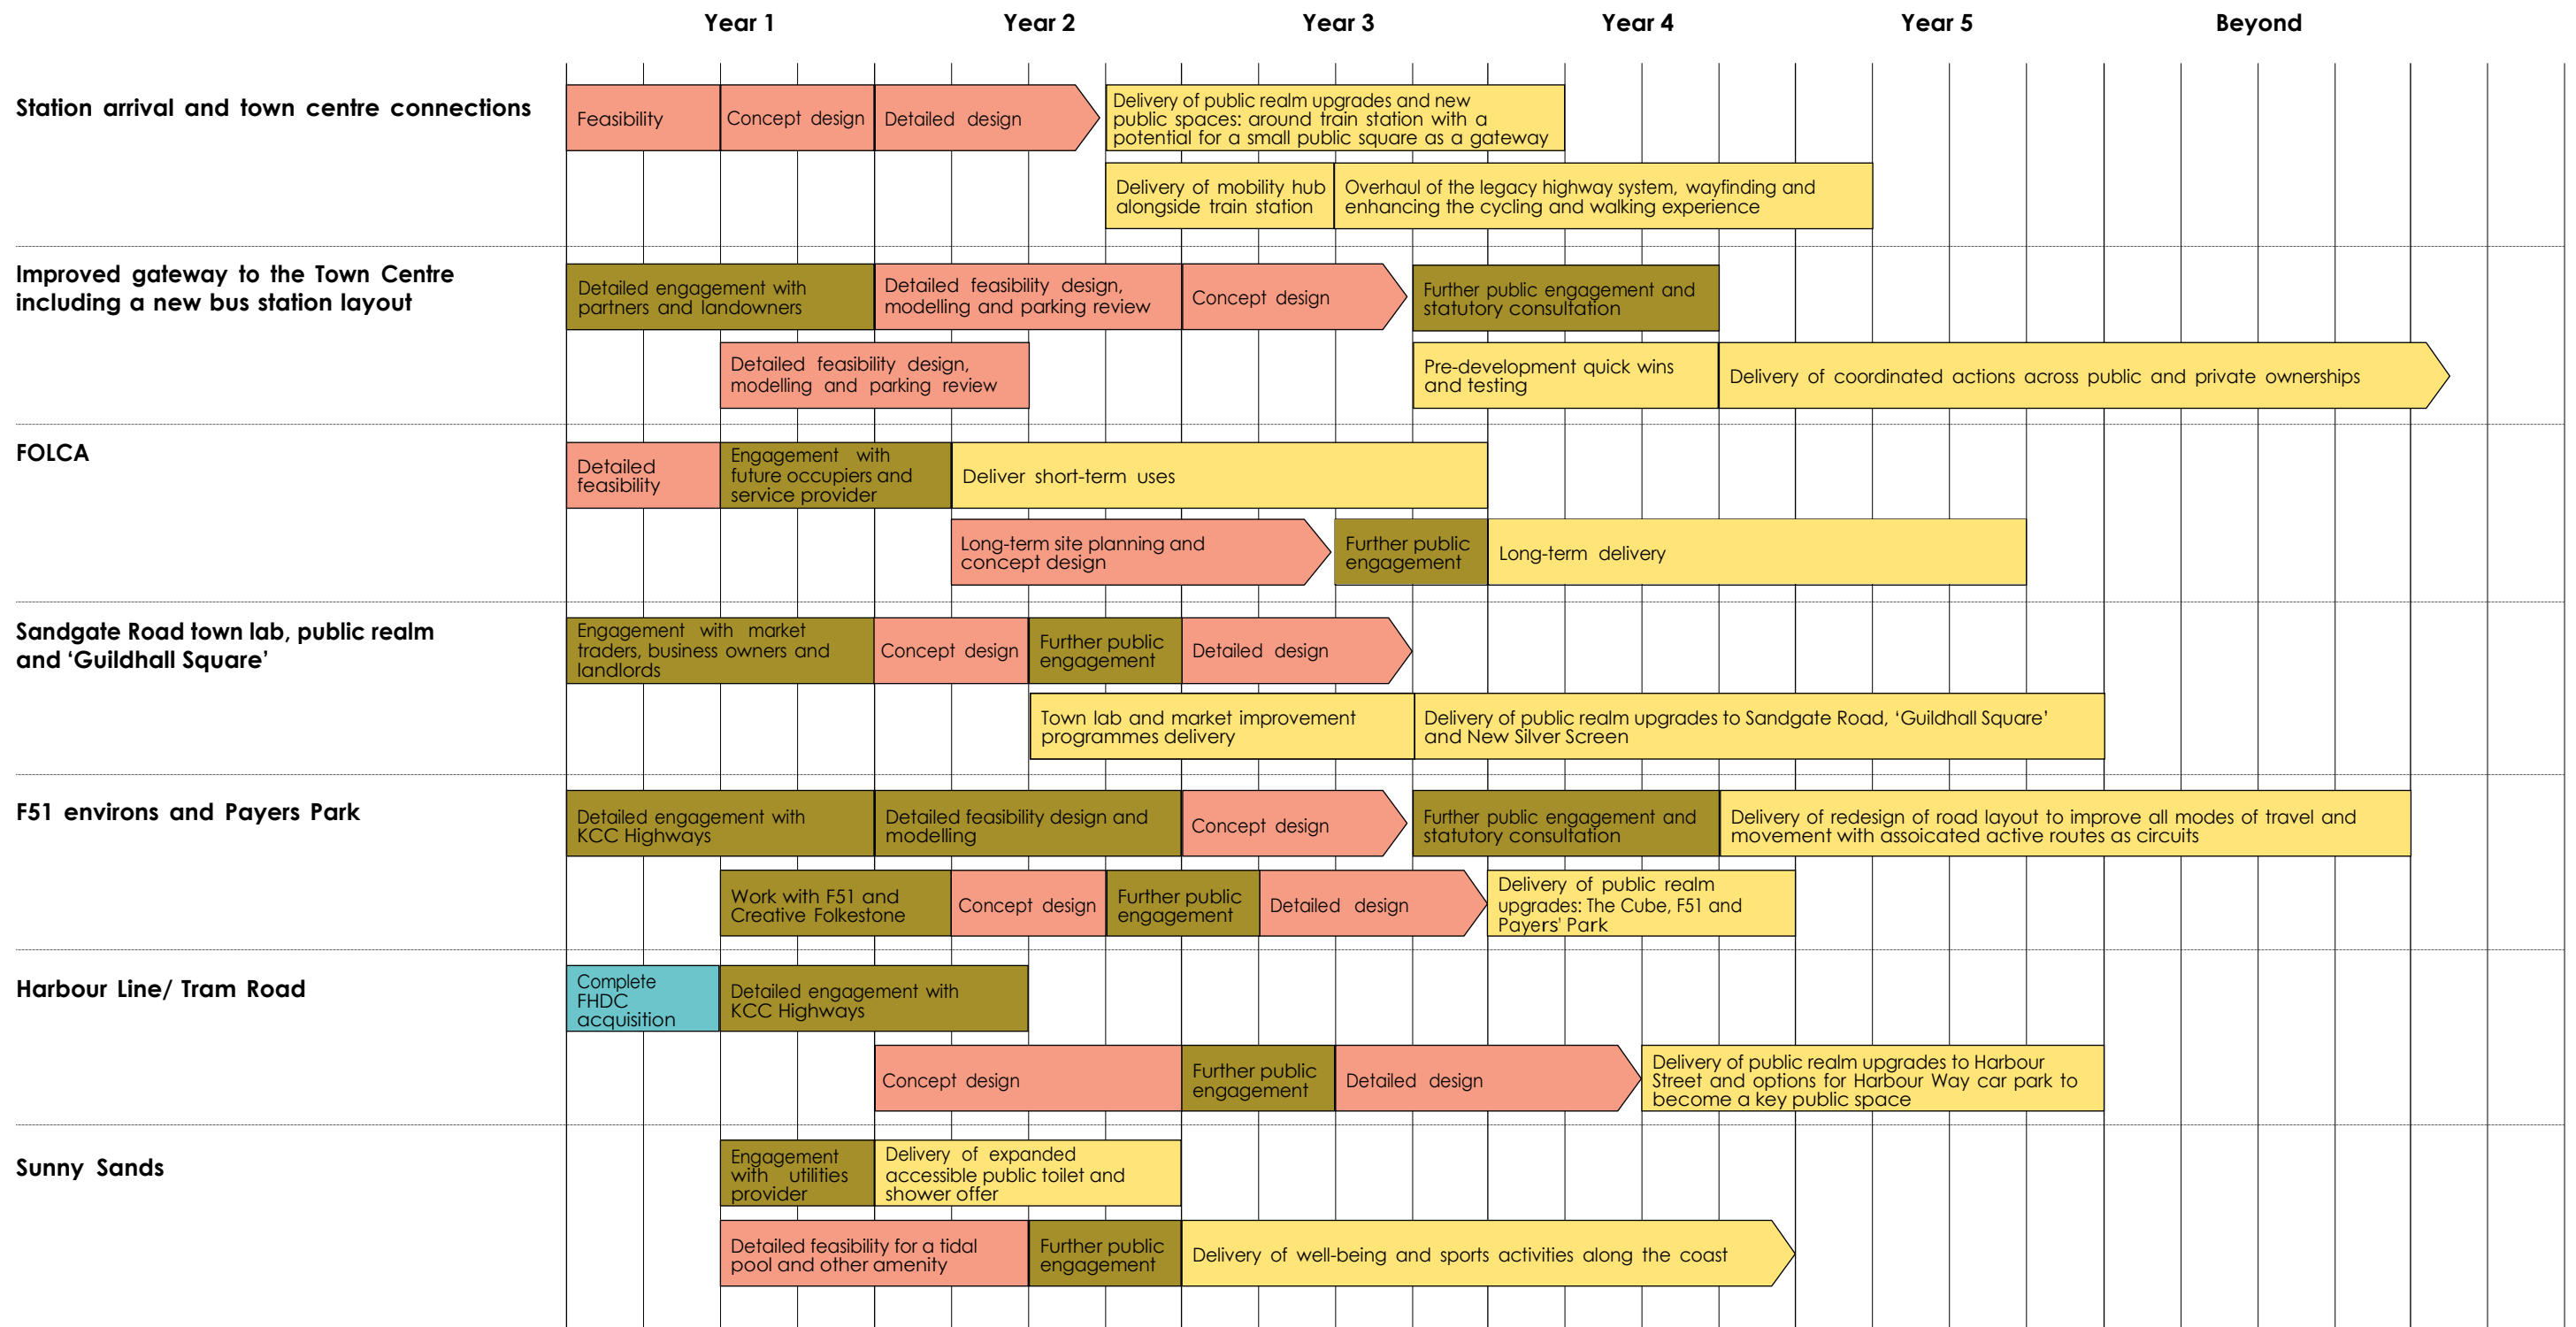 Year 1
Year 2
Year 3
Year 4
Year 5
Beyond
Station arrival and town centre connections
Feasibility
Concept design
Detailed design
Delivery of public realm upgrades and new
public spaces: around train station with a
potential for a small public square as a gateway
Delivery of mobility hub
alongside train station
Overhaul of the legacy highway system, wayfinding and
enhancing the cycling and walking experience
Improved gateway to the Town Centre
including a new bus station layout
Detailed engagement with
partners and landowners
Detailed feasibility design,
modelling and parking review
Concept design
Further public engagement and
statutory consultation
Detailed feasibility design,
modelling and parking review
Pre-development quick wins
and testing
Delivery of coordinated actions across public and private ownerships
FOLCA
Detailed
feasibility
Engagement with
future occupiers and
service provider
Deliver short-term uses
Long-term site planning and
concept design
Further public
engagement
Long-term delivery
Sandgate Road town lab, public realm
and ‘Guildhall Square’
Engagement with market
traders, business owners and
landlords
Concept design
Further public
engagement
Detailed design
Town lab and market improvement
programmes delivery
Delivery of public realm upgrades to Sandgate Road, ‘Guildhall Square’
and New Silver Screen
F51 environs and Payers Park
Detailed engagement with
KCC Highways
Detailed feasibility design and
modelling
Concept design
Further public engagement and
statutory consultation
Delivery of redesign of road layout to improve all modes of travel and
movement with assoicated active routes as circuits
Work with F51 and
Creative Folkestone
Concept design
Further public
engagement
Detailed design
Delivery of public realm
upgrades: The Cube, F51 and
Payers' Park
Harbour Line/ Tram Road
Complete
FHDC
acquisition
Detailed engagement with
KCC Highways
Concept design
Further public
engagement
Detailed design
Delivery of public realm upgrades to Harbour
Street and options for Harbour Way car park to
become a key public space
Sunny Sands
Engagement
with utilities
provider
Delivery of expanded
accessible public toilet and
shower offer
Detailed feasibility for a tidal
pool and other amenity
Further public
engagement
Delivery of well-being and sports activities along the coast